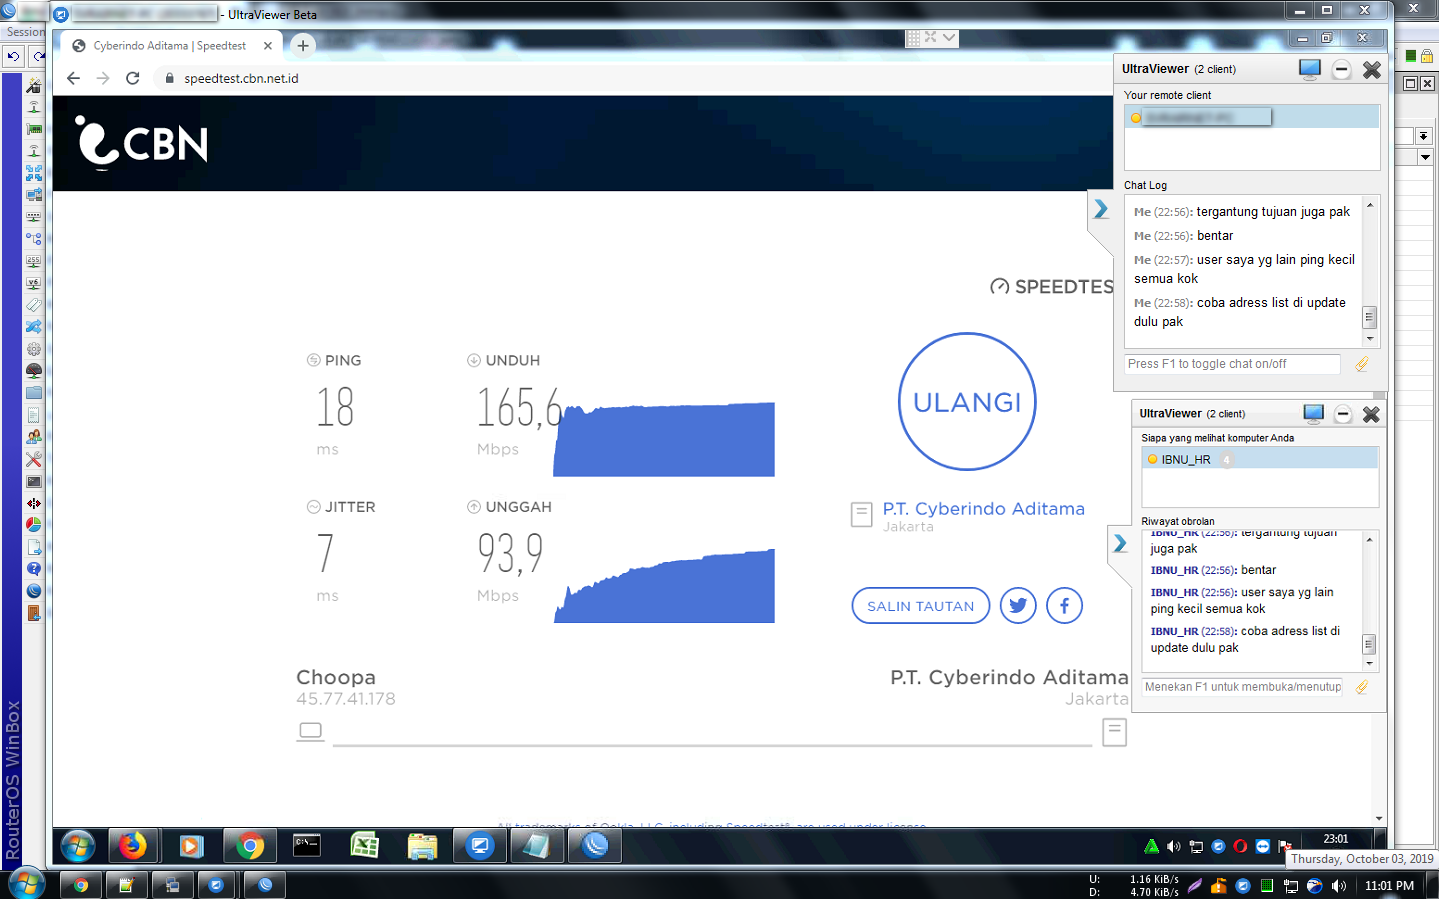 - UltraViewer Beta
Session
Cyberindo Aditama | Speedtest
speedtest.cbn.net.id
CBN
SPEEDTES
PING
18
ms
UNDUH
165,6
Mbps
JITTER
7
ms
UNGGAH
93,9
Mbps
ULANGI
P.T. Cyberindo Aditama
Jakarta
SALIN TAUTAN
Choopa
45.77.41.178
P.T. Cyberindo Aditama
Jakarta
All trademarks of Ookla, LLC, including Speedtest®, are used under license
UltraViewer (2 client)
Your remote client
Chat Log
Me (22:56): tergantung tujuan juga pak
Me (22:56): bentar
Me (22:57): user saya yg lain ping kecil
semua kok
Me (22:58): coba adress list di update
dulu pak
Press F1 to toggle chat on/off
UltraViewer (2 client)
Siapa yang melihat komputer Anda
IBNU_HR 4
Riwayat obrolan
IBNU_HR (22:56): tergantung tujuan
juga pak
IBNU_HR (22:56): bentar
IBNU_HR (22:56): user saya yg lain
ping kecil semua kok
IBNU_HR (22:58): coba adress list di
update dulu pak
Menekan F1 untuk membuka/menutup
RouterOS WinBox
255
v6
C:\_
23:01
Thursday, October 03, 2019
U: 1.16 KiB/s
D: 4.70 KiB/s
11:01 PM